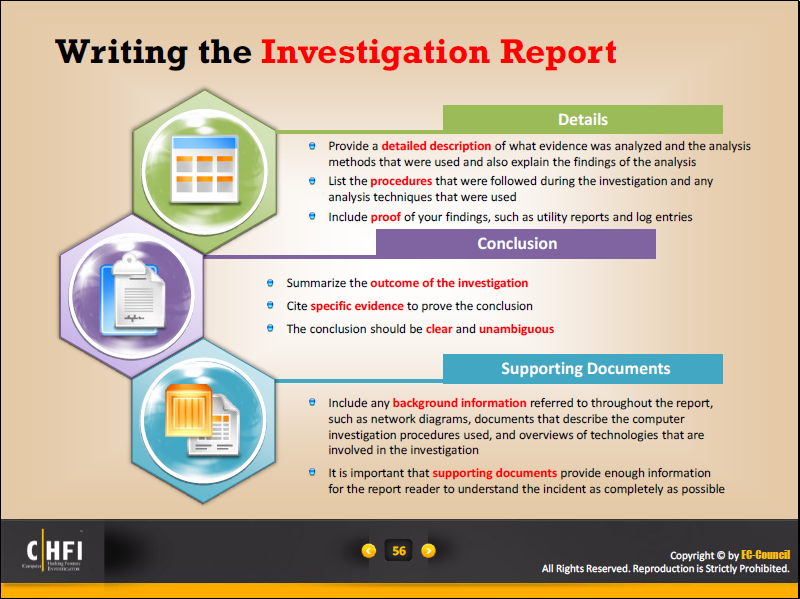 Writing the Investigation Report
Details
Provide a detailed description of what evidence was analyzed and the analysis
methods that were used and also explain the findings of the analysis
List the procedures that were followed during the investigation and any
analysis techniques that were used
Include proof of your findings, such as utility reports and log entries
Conclusion
Summarize the outcome of the investigation
Cite specific evidence to prove the conclusion
The conclusion should be clear and unambiguous
Supporting Documents
Include any background information referred to throughout the report,
such as network diagrams, documents that describe the computer
investigation procedures used, and overviews of technologies that are
involved in the investigation
It is important that supporting documents provide enough information
for the report reader to understand the incident as completely as possible
CHFI
Computer Hacking Forensic
INVESTIGATOR
56
Copyright © by EC-Council
All Rights Reserved. Reproduction is Strictly Prohibited.